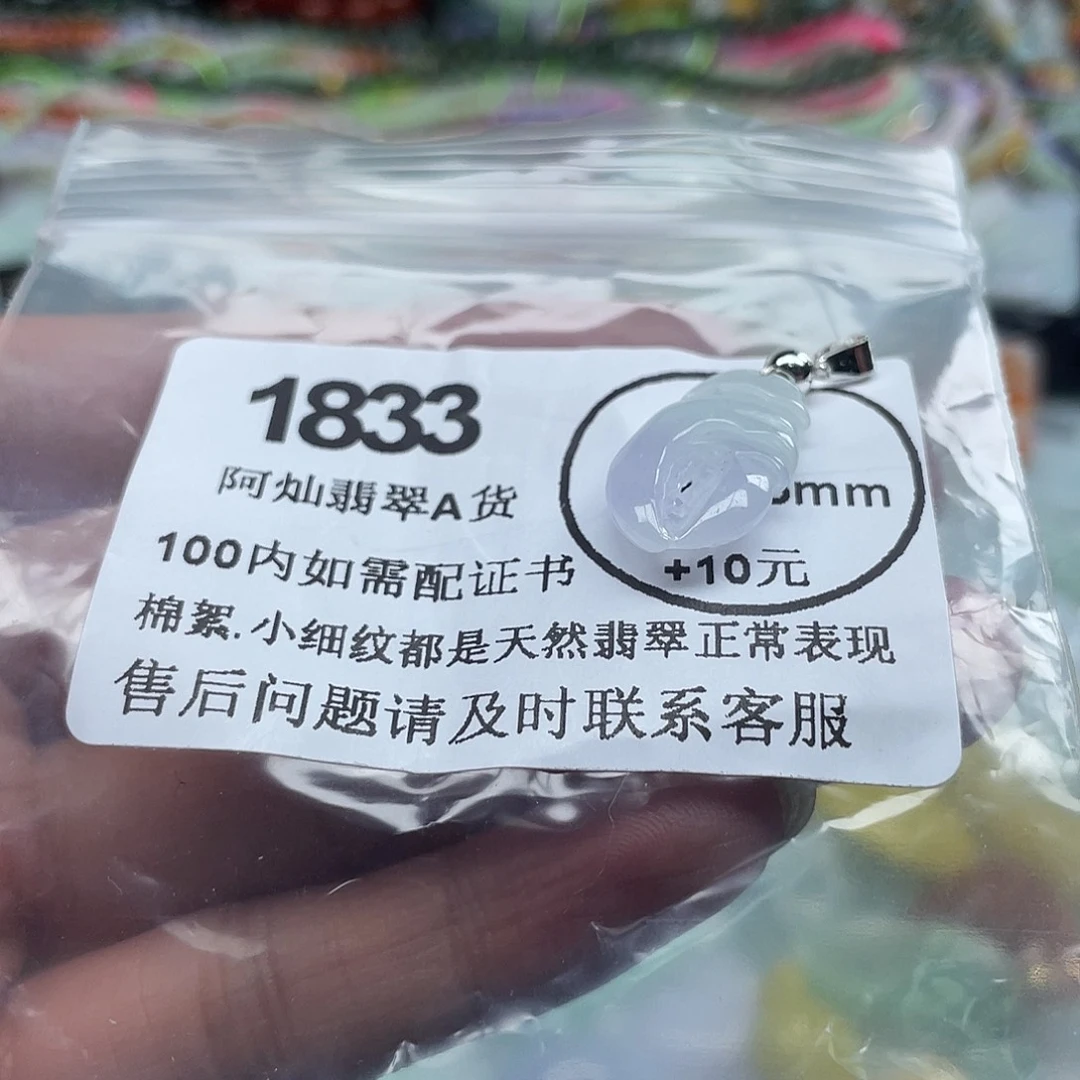 1833
阿灿翡翠A货
mm
100内如需配证书
+10元
棉絮.小细纹都是天然翡翠正常表现
售后问题请及时联系客服